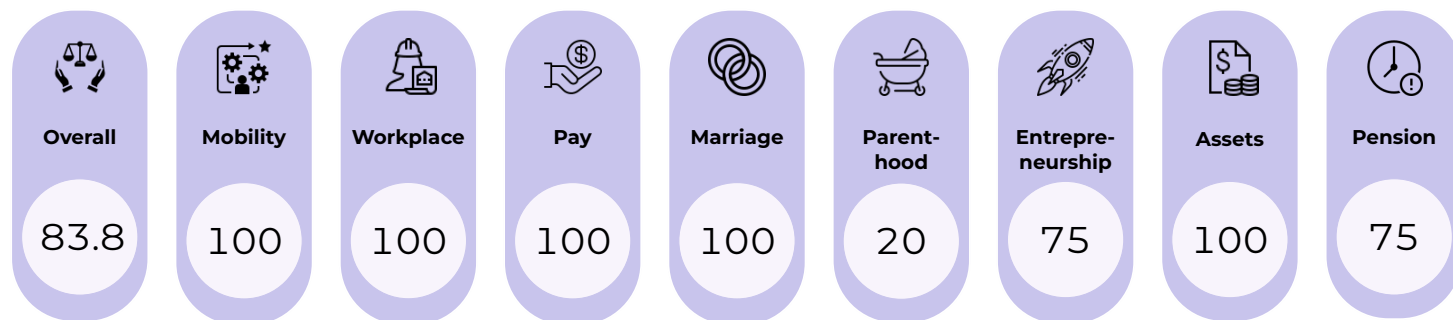 Overall
83.8
Mobility
100
Workplace
100
$
Pay
100
Marriage
100
Parent-
hood
20
Entrepre-
neurship
75
$
Assets
100
Pension
75